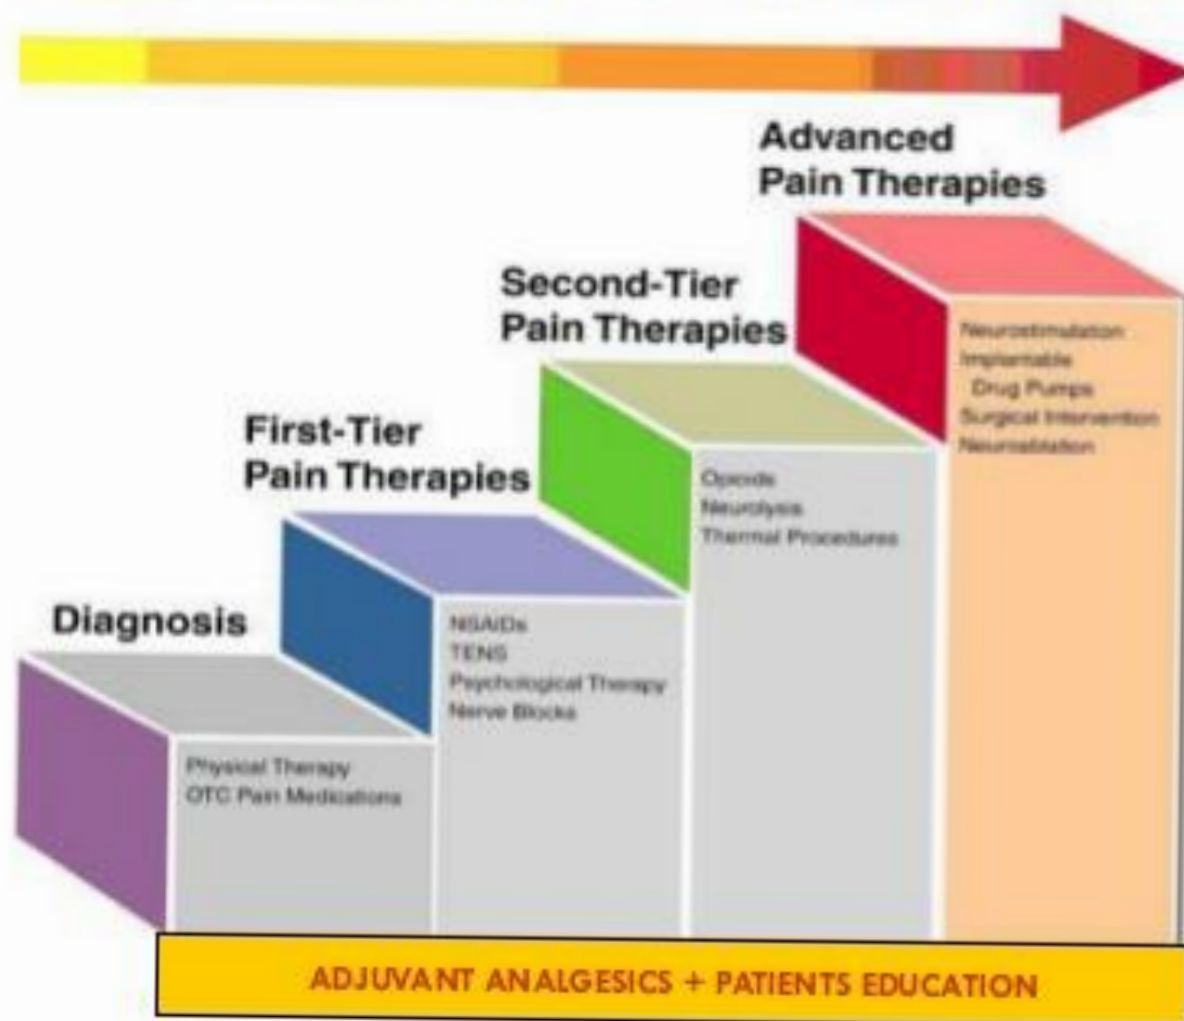 Advanced
Pain Therapies
Neurostimulation
Implantable
Drug Pumps
Surgical Intervention
Neuroablation
Second-Tier
Pain Therapies
Opioids
Neurolysis
Thermal Procedures
First-Tier
Pain Therapies
NSAIDs
TENS
Psychological Therapy
Nerve Blocks
Diagnosis
Physical Therapy
OTC Pain Medications
ADJUVANT ANALGESICS + PATIENTS EDUCATION